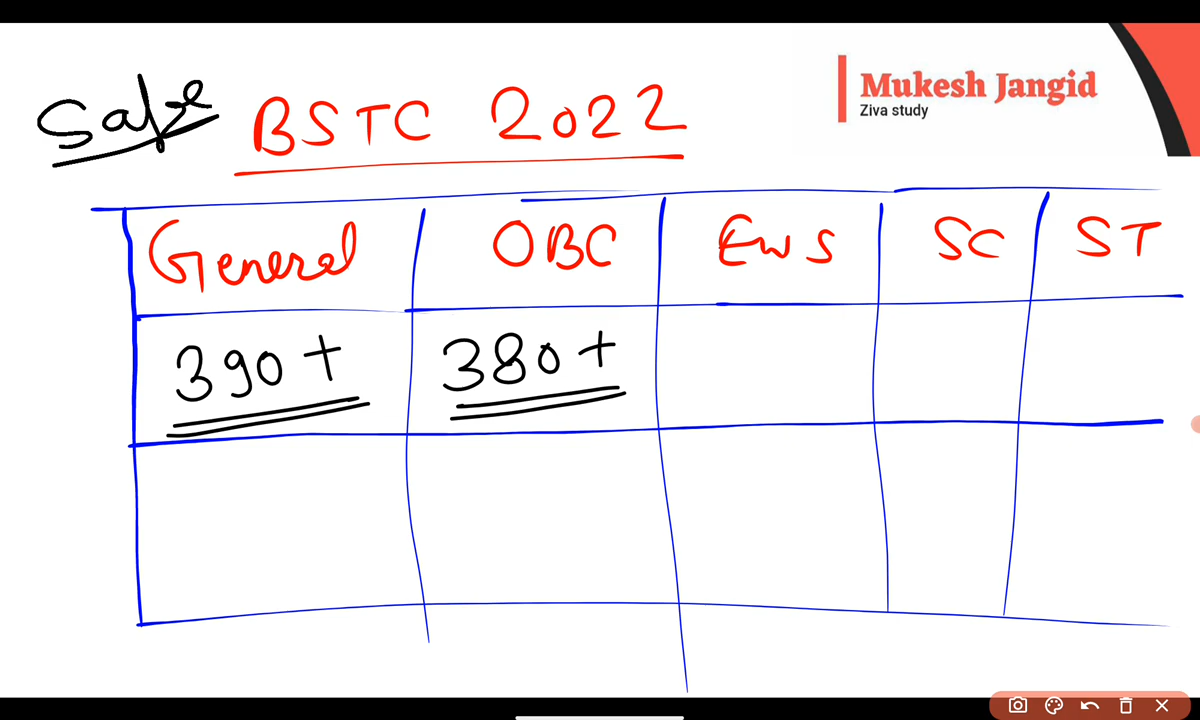 Mukesh Jangid
Ziva study
Safe BSTC 2022
General OBC EWS SC ST
390+ 380+